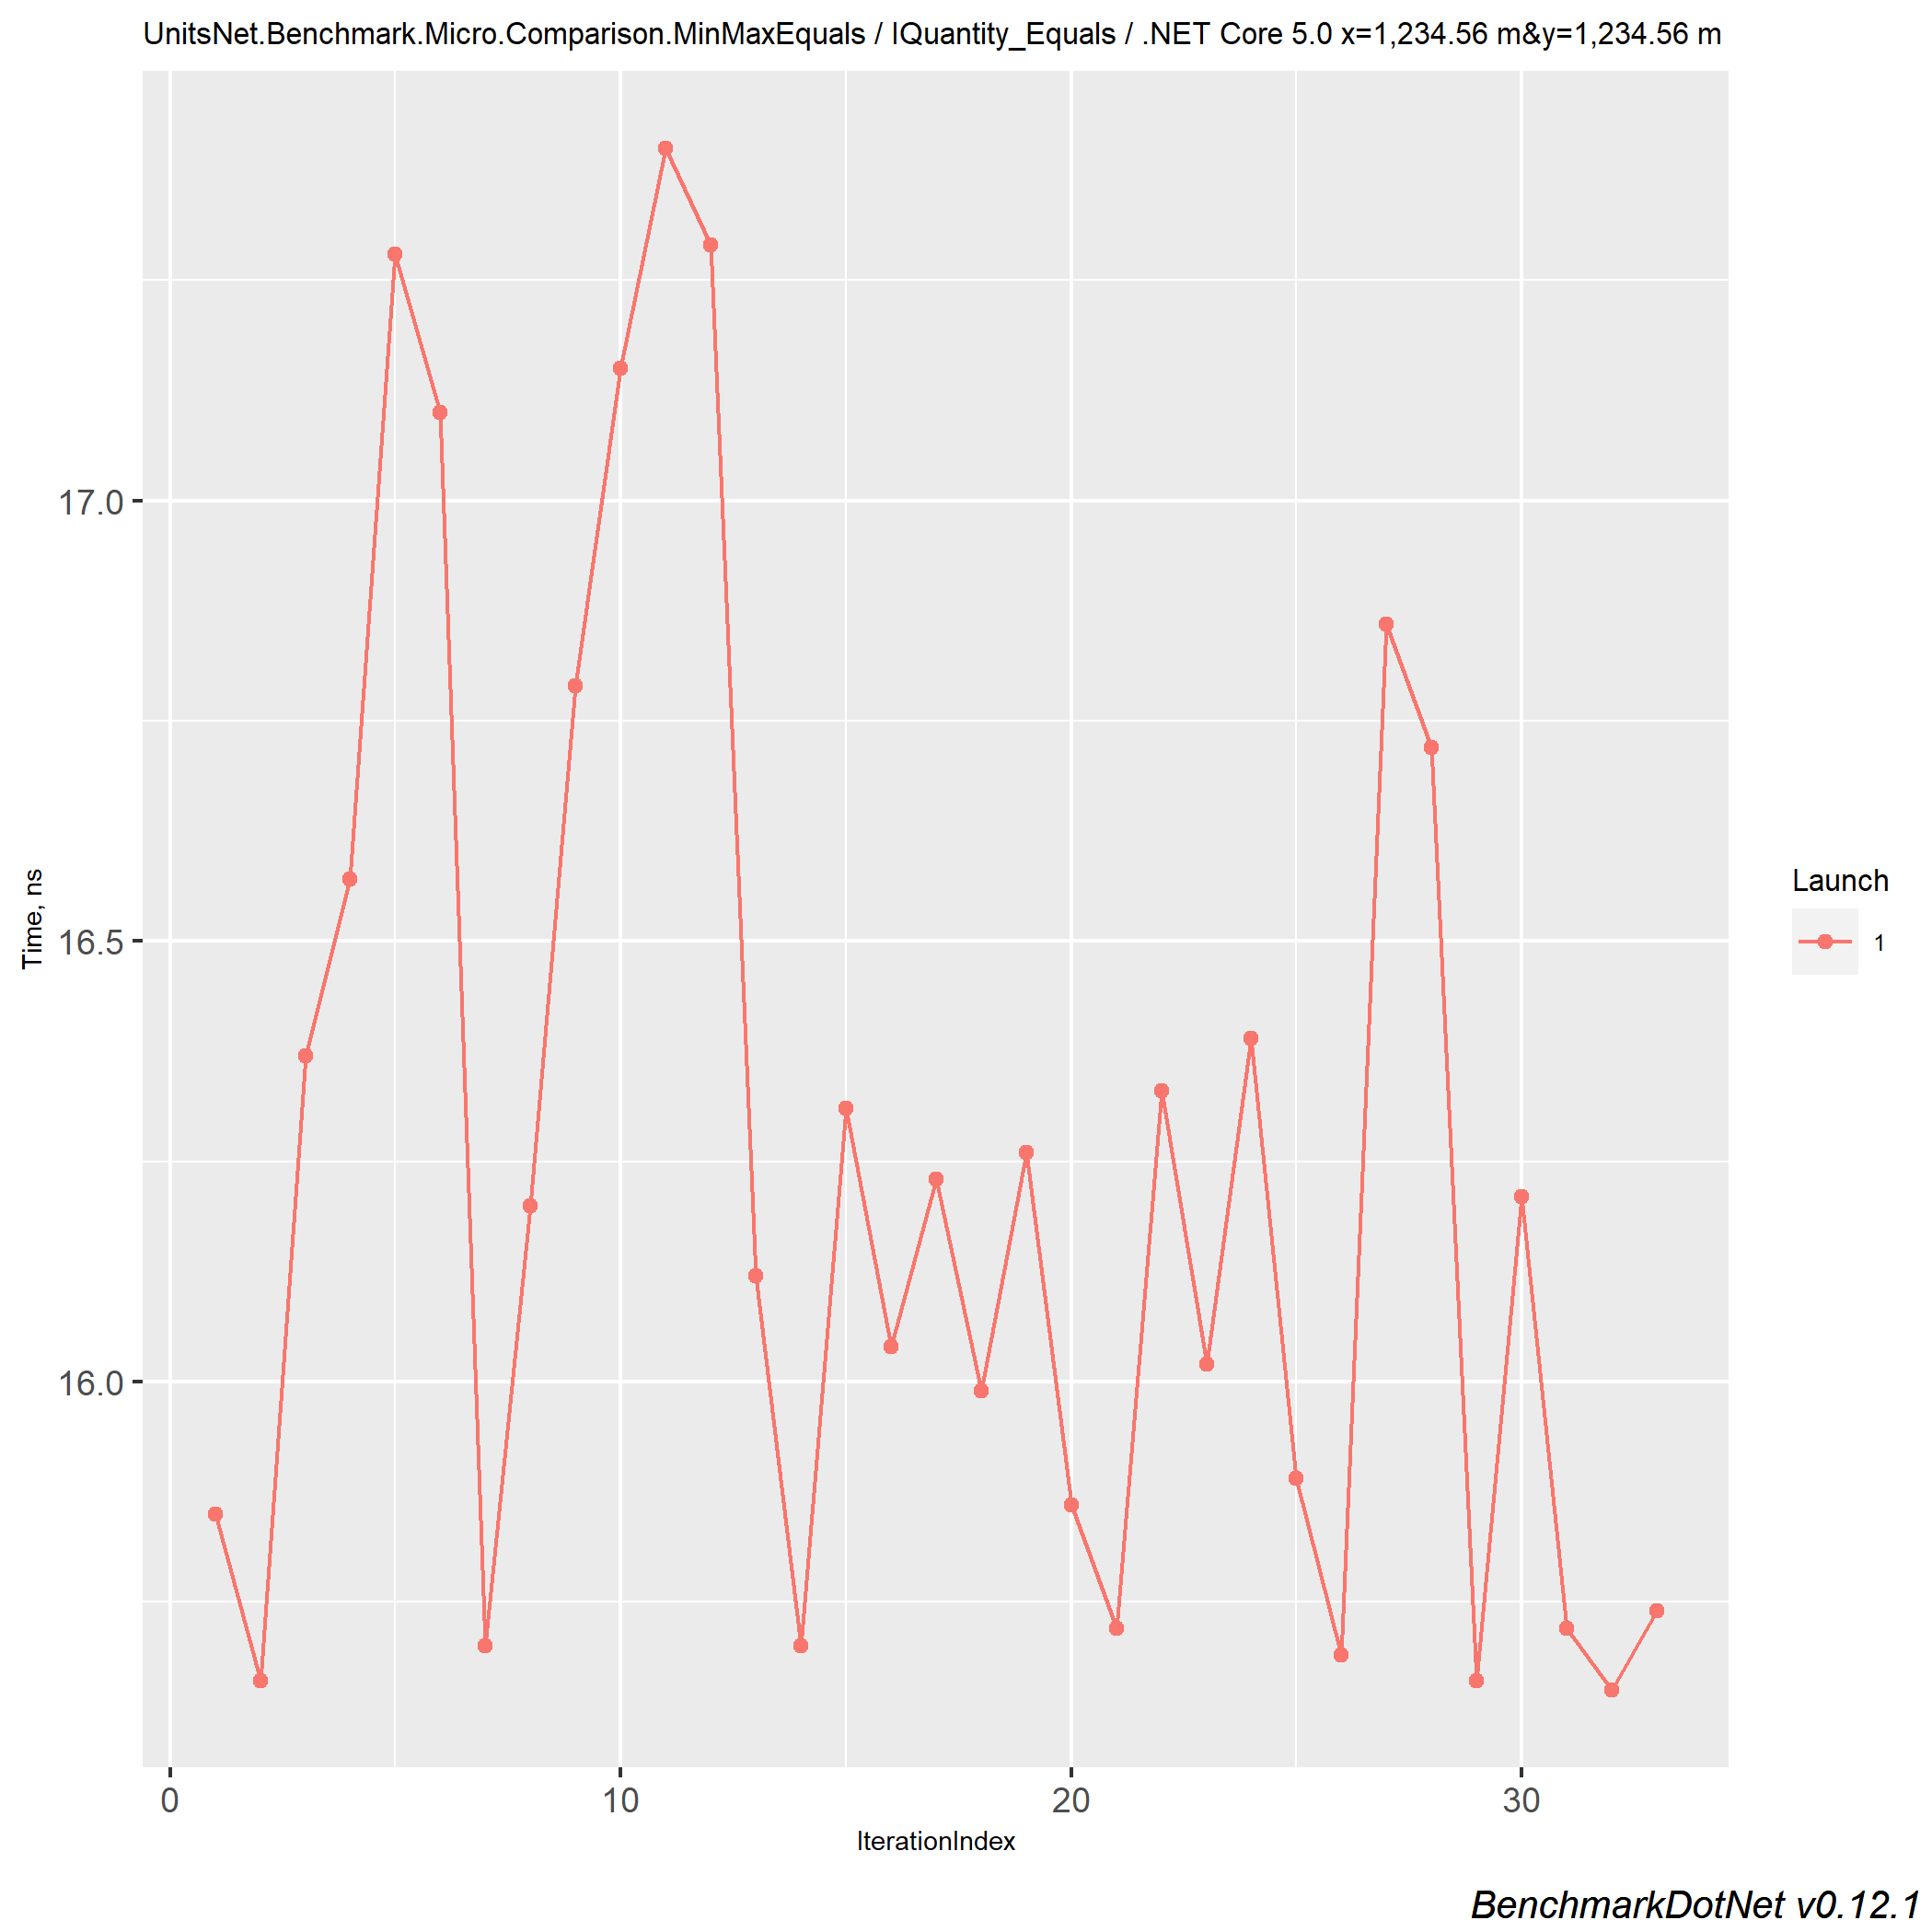 UnitsNet.Benchmark.Micro.Comparison.MinMaxEquals / IQuantity_Equals / .NET Core 5.0 x=1,234.56 m&y=1,234.56 m
17.0
16.5
16.0
Time, ns
0 10 20 30
IterationIndex
Launch
1
BenchmarkDotNet v0.12.1